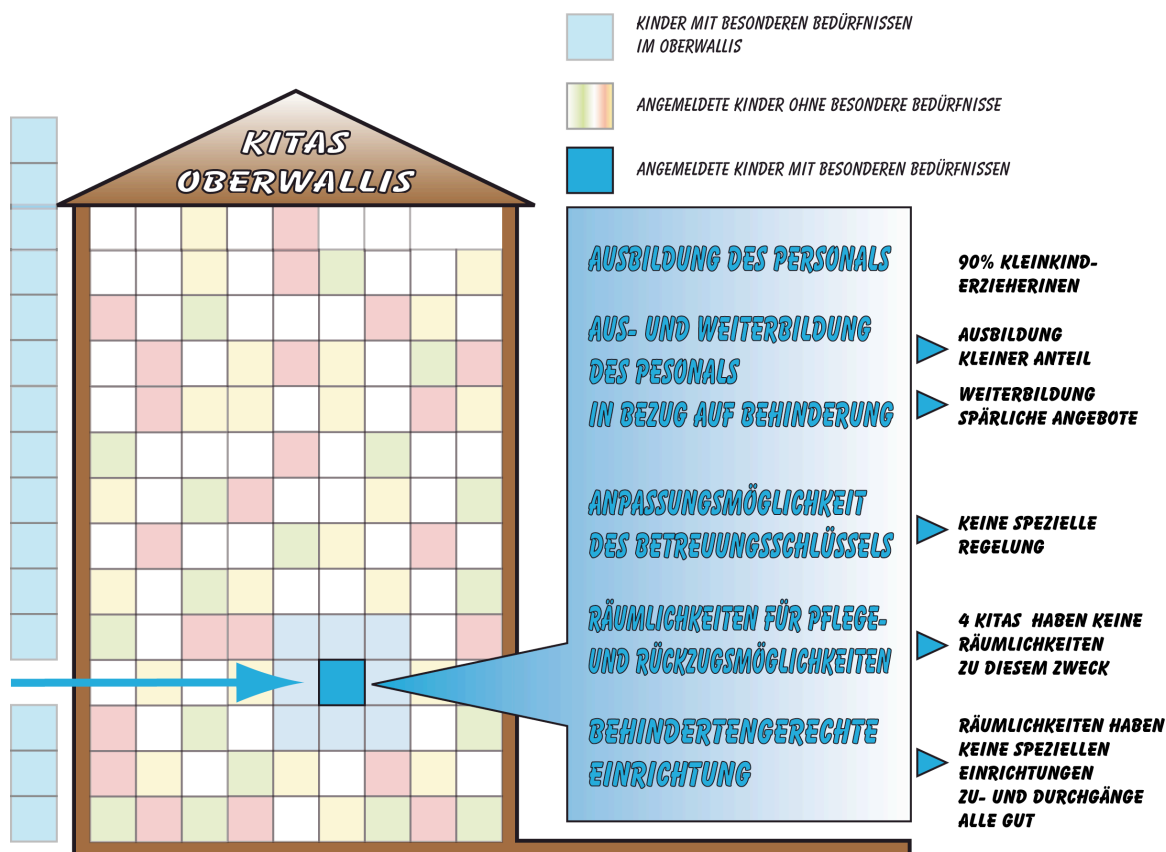 KINDER MIT BESONDEREN BEDÜRFNISSEN
IM OBERWALLIS
ANGEMELDETE KINDER OHNE BESONDERE BEDÜRFNISSE
ANGEMELDETE KINDER MIT BESONDEREN BEDÜRFNISSEN
KITAS
OBERWALLIS
AUSBILDUNG DES PERSONALS
90% KLEINKIND-
ERZIEHERINEN
AUS- UND WEITERBILDUNG
DES PESONALS
IN BEZUG AUF BEHINDERUNG
AUSBILDUNG
KLEINER ANTEIL
WEITERBILDUNG
SPÄRLICHE ANGEBOTE
ANPASSUNGSMÖGLICHKEIT
DES BETREUUNGSSCHLÜSSELS
KEINE SPEZIELLE
REGELUNG
RÄUMLICHKEITEN FÜR PFLEGE-
UND RÜCKZUGSMÖGLICHKEITEN
4 KITAS HABEN KEINE
RÄUMLICHKEITEN
ZU DIESEM ZWECK
BEHINDERTENGERECHTE
EINRICHTUNG
RÄUMLICHKEITEN HABEN
KEINE SPEZIELLEN
EINRICHTUNGEN
ZU- UND DURCHGÄNGE
ALLE GUT